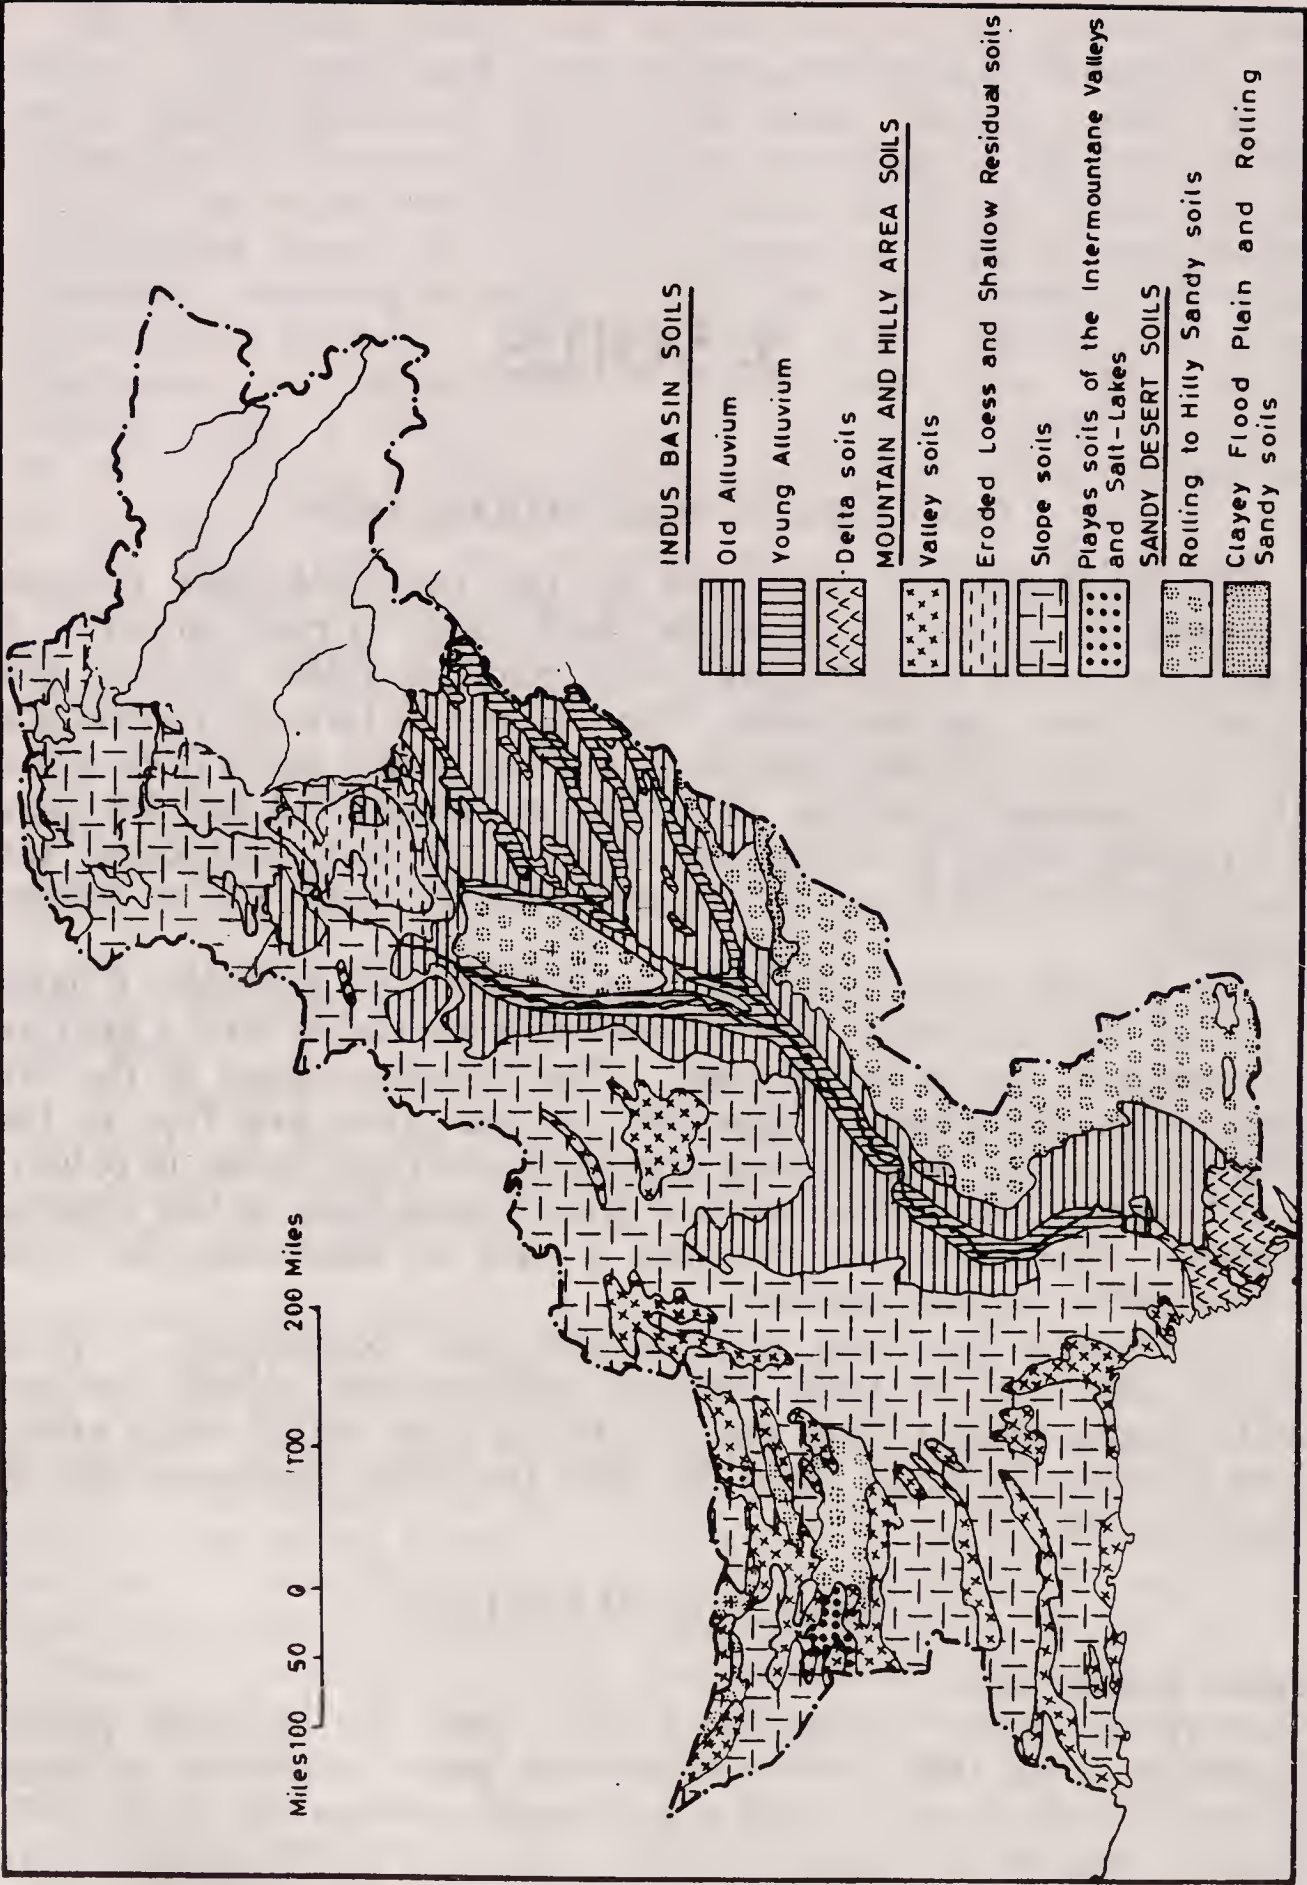 Miles 100 50 0 100 200 Miles
INDUS BASIN SOILS
Old Alluvium
Young Alluvium
Delta soils
MOUNTAIN AND HILLY AREA SOILS
Valley soils
Eroded Loess and Shallow Residual soils
Slope soils
Playas soils of the Intermountane Valleys
and Salt-Lakes
SANDY DESERT SOILS
Rolling to Hilly Sandy soils
Clayey Flood Plain and Rolling
Sandy soils